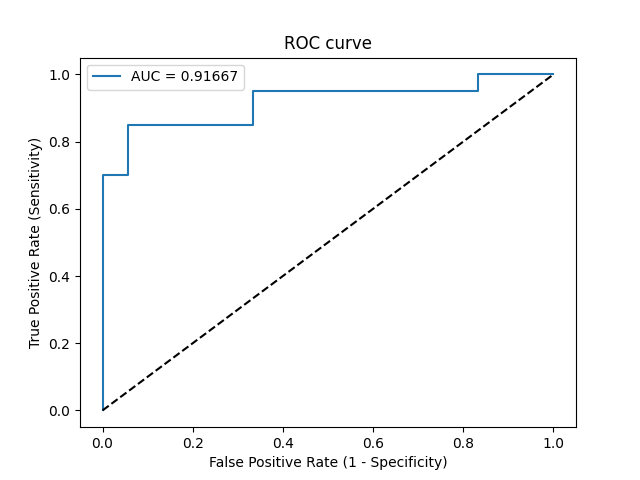 ROC curve
AUC = 0.91667
True Positive Rate (Sensitivity)
1.0
0.8
0.6
0.4
0.2
0.0
0.0 0.2 0.4 0.6 0.8 1.0
False Positive Rate (1 - Specificity)